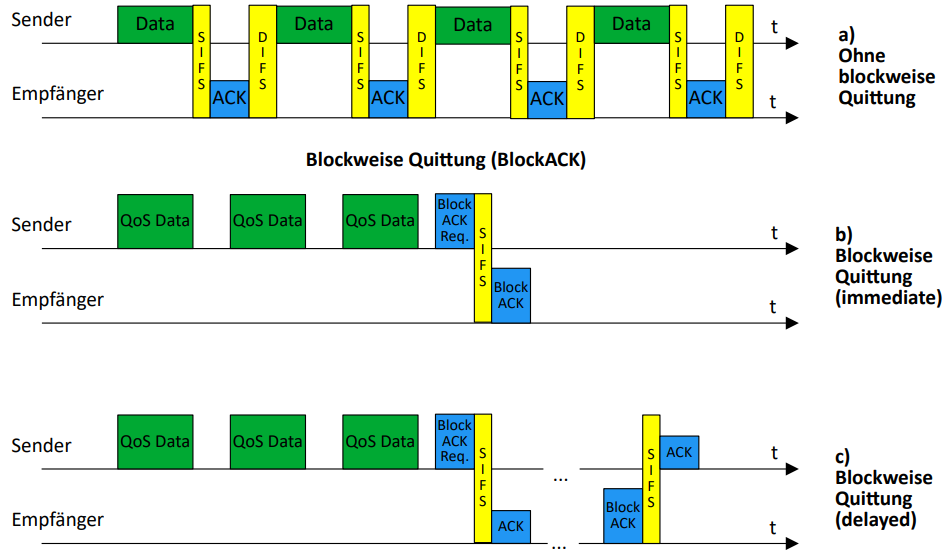 Sender
Data
SIFS
DIFS
Data
SIFS
DIFS
Data
SIFS
DIFS
Data
SIFS
DIFS
t
Empfänger
ACK
ACK
ACK
ACK
t
a)
Ohne
blockweise
Quittung
Blockweise Quittung (BlockACK)
Sender
QoS Data
QoS Data
QoS Data
Block
ACK
Req.
SIFS
t
Empfänger
Block
ACK
t
b)
Blockweise
Quittung
(immediate)
Sender
QoS Data
QoS Data
QoS Data
Block
ACK
Req.
SIFS
...
SIFS
ACK
t
Empfänger
ACK
...
Block
ACK
t
c)
Blockweise
Quittung
(delayed)